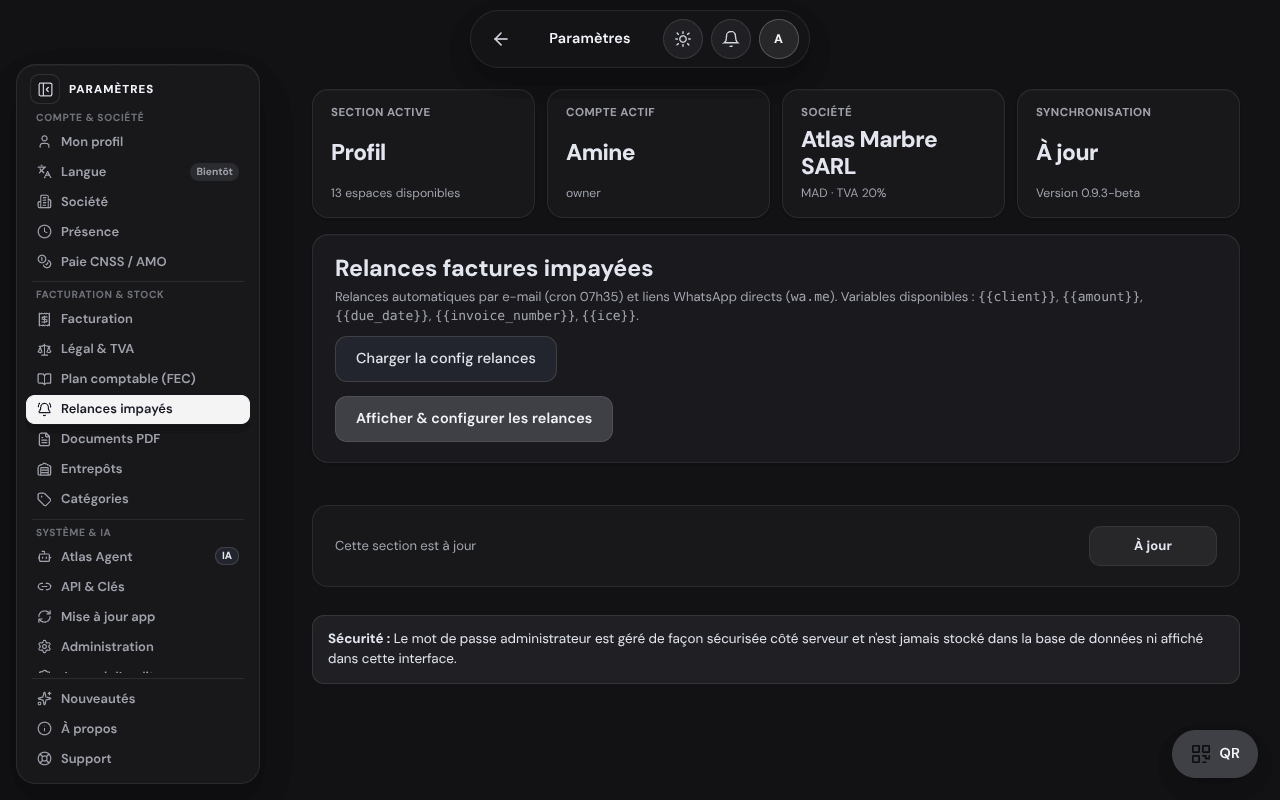 Paramètres
A
PARAMÈTRES
COMPTE & SOCIÉTÉ
Mon profil
Langue
Bientôt
Société
Présence
Paie CNSS / AMO
FACTURATION & STOCK
Facturation
Légal & TVA
Plan comptable (FEC)
Relances impayés
Documents PDF
Entrepôts
Catégories
SYSTÈME & IA
Atlas Agent
IA
API & Clés
Mise à jour app
Administration
Nouveautés
À propos
Support
SECTION ACTIVE
Profil
13 espaces disponibles
COMPTE ACTIF
Amine
owner
SOCIÉTÉ
Atlas Marbre
SARL
MAD · TVA 20%
SYNCHRONISATION
À jour
Version 0.9.3-beta
Relances factures impayées
Relances automatiques par e-mail (cron 07h35) et liens WhatsApp directs (wa.me). Variables disponibles : {{client}}, {{amount}},
{{due_date}}, {{invoice_number}}, {{ice}}.
Charger la config relances
Afficher & configurer les relances
Cette section est à jour
À jour
Sécurité : Le mot de passe administrateur est géré de façon sécurisée côté serveur et n'est jamais stocké dans la base de données ni affiché
dans cette interface.
QR